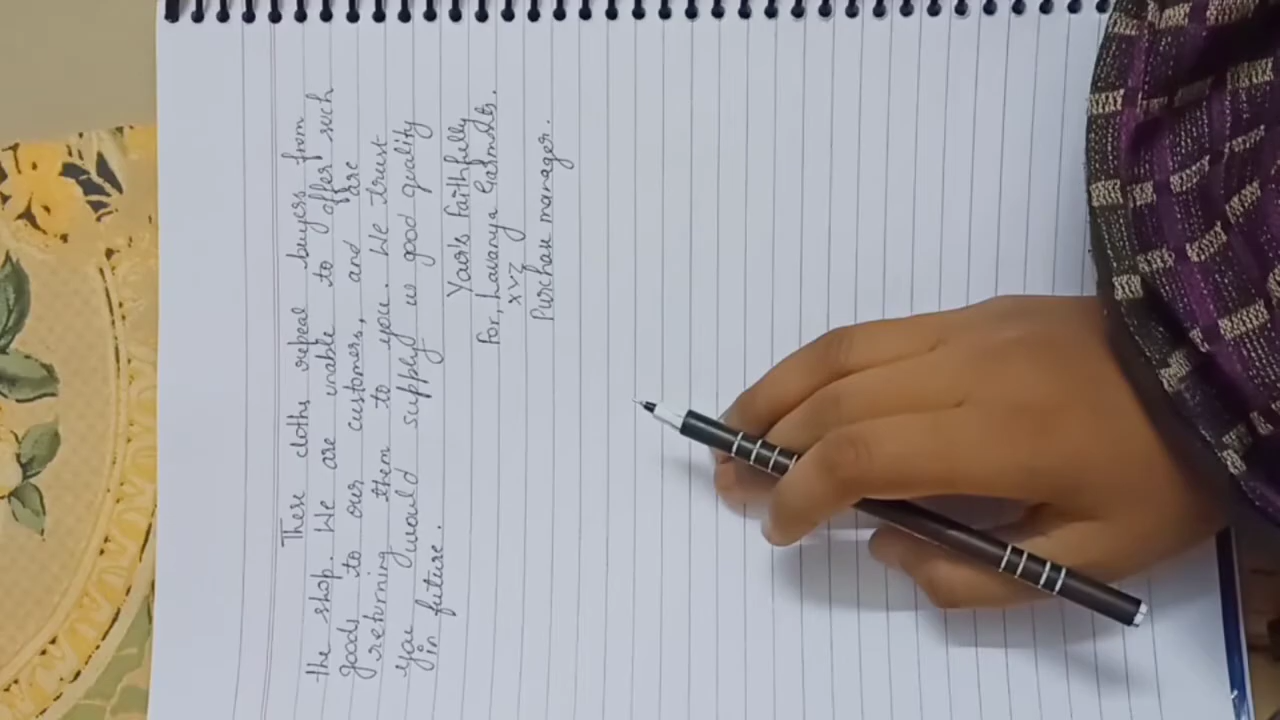 These cloths repeal buyers from
the shop. We are unable to offer such
goods to our customers, and are
returning them to you. We trust
you would supply us good quality
in future.
Your's Faithfully
For, Lavanya Garments.
XYZ
Purchase manager.